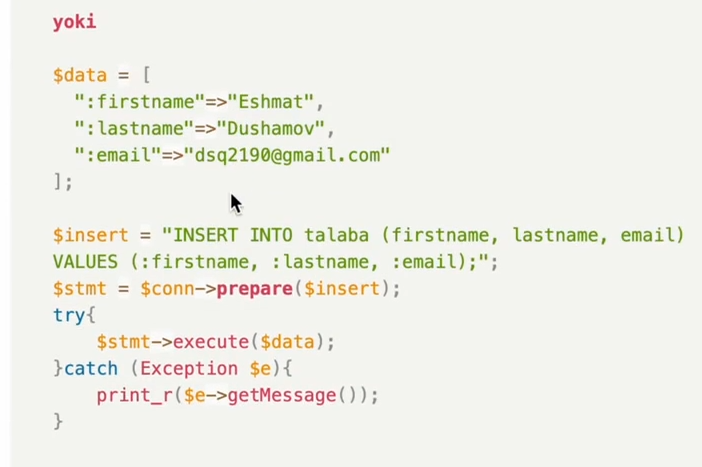 yoki
$data = [
":firstname"=>"Eshmat",
":lastname"=>"Dushamov",
":email"=>"dsq2190@gmail.com"
];
$insert = "INSERT INTO talaba (firstname, lastname, email)
VALUES (:firstname, :lastname, :email);";
$stmt = $conn->prepare($insert);
try{
$stmt->execute($data);
}catch (Exception $e){
print_r($e->getMessage());
}